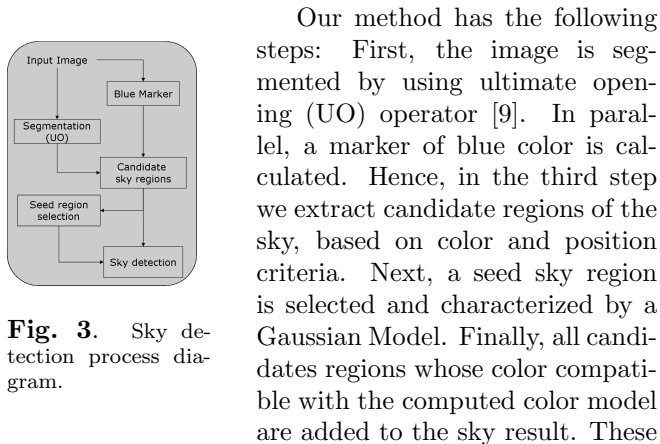 Input Image
Blue Marker
Segmentation
(UO)
Candidate
sky regions
Seed region
selection
Sky detection
Fig. 3. Sky de-
tection process dia-
gram.
Our method has the following
steps: First, the image is seg-
mented by using ultimate open-
ing (UO) operator [9]. In paral-
lel, a marker of blue color is cal-
culated. Hence, in the third step
we extract candidate regions of the
sky, based on color and position
criteria. Next, a seed sky region
is selected and characterized by a
Gaussian Model. Finally, all candi-
dates regions whose color compati-
ble with the computed color model
are added to the sky result. These